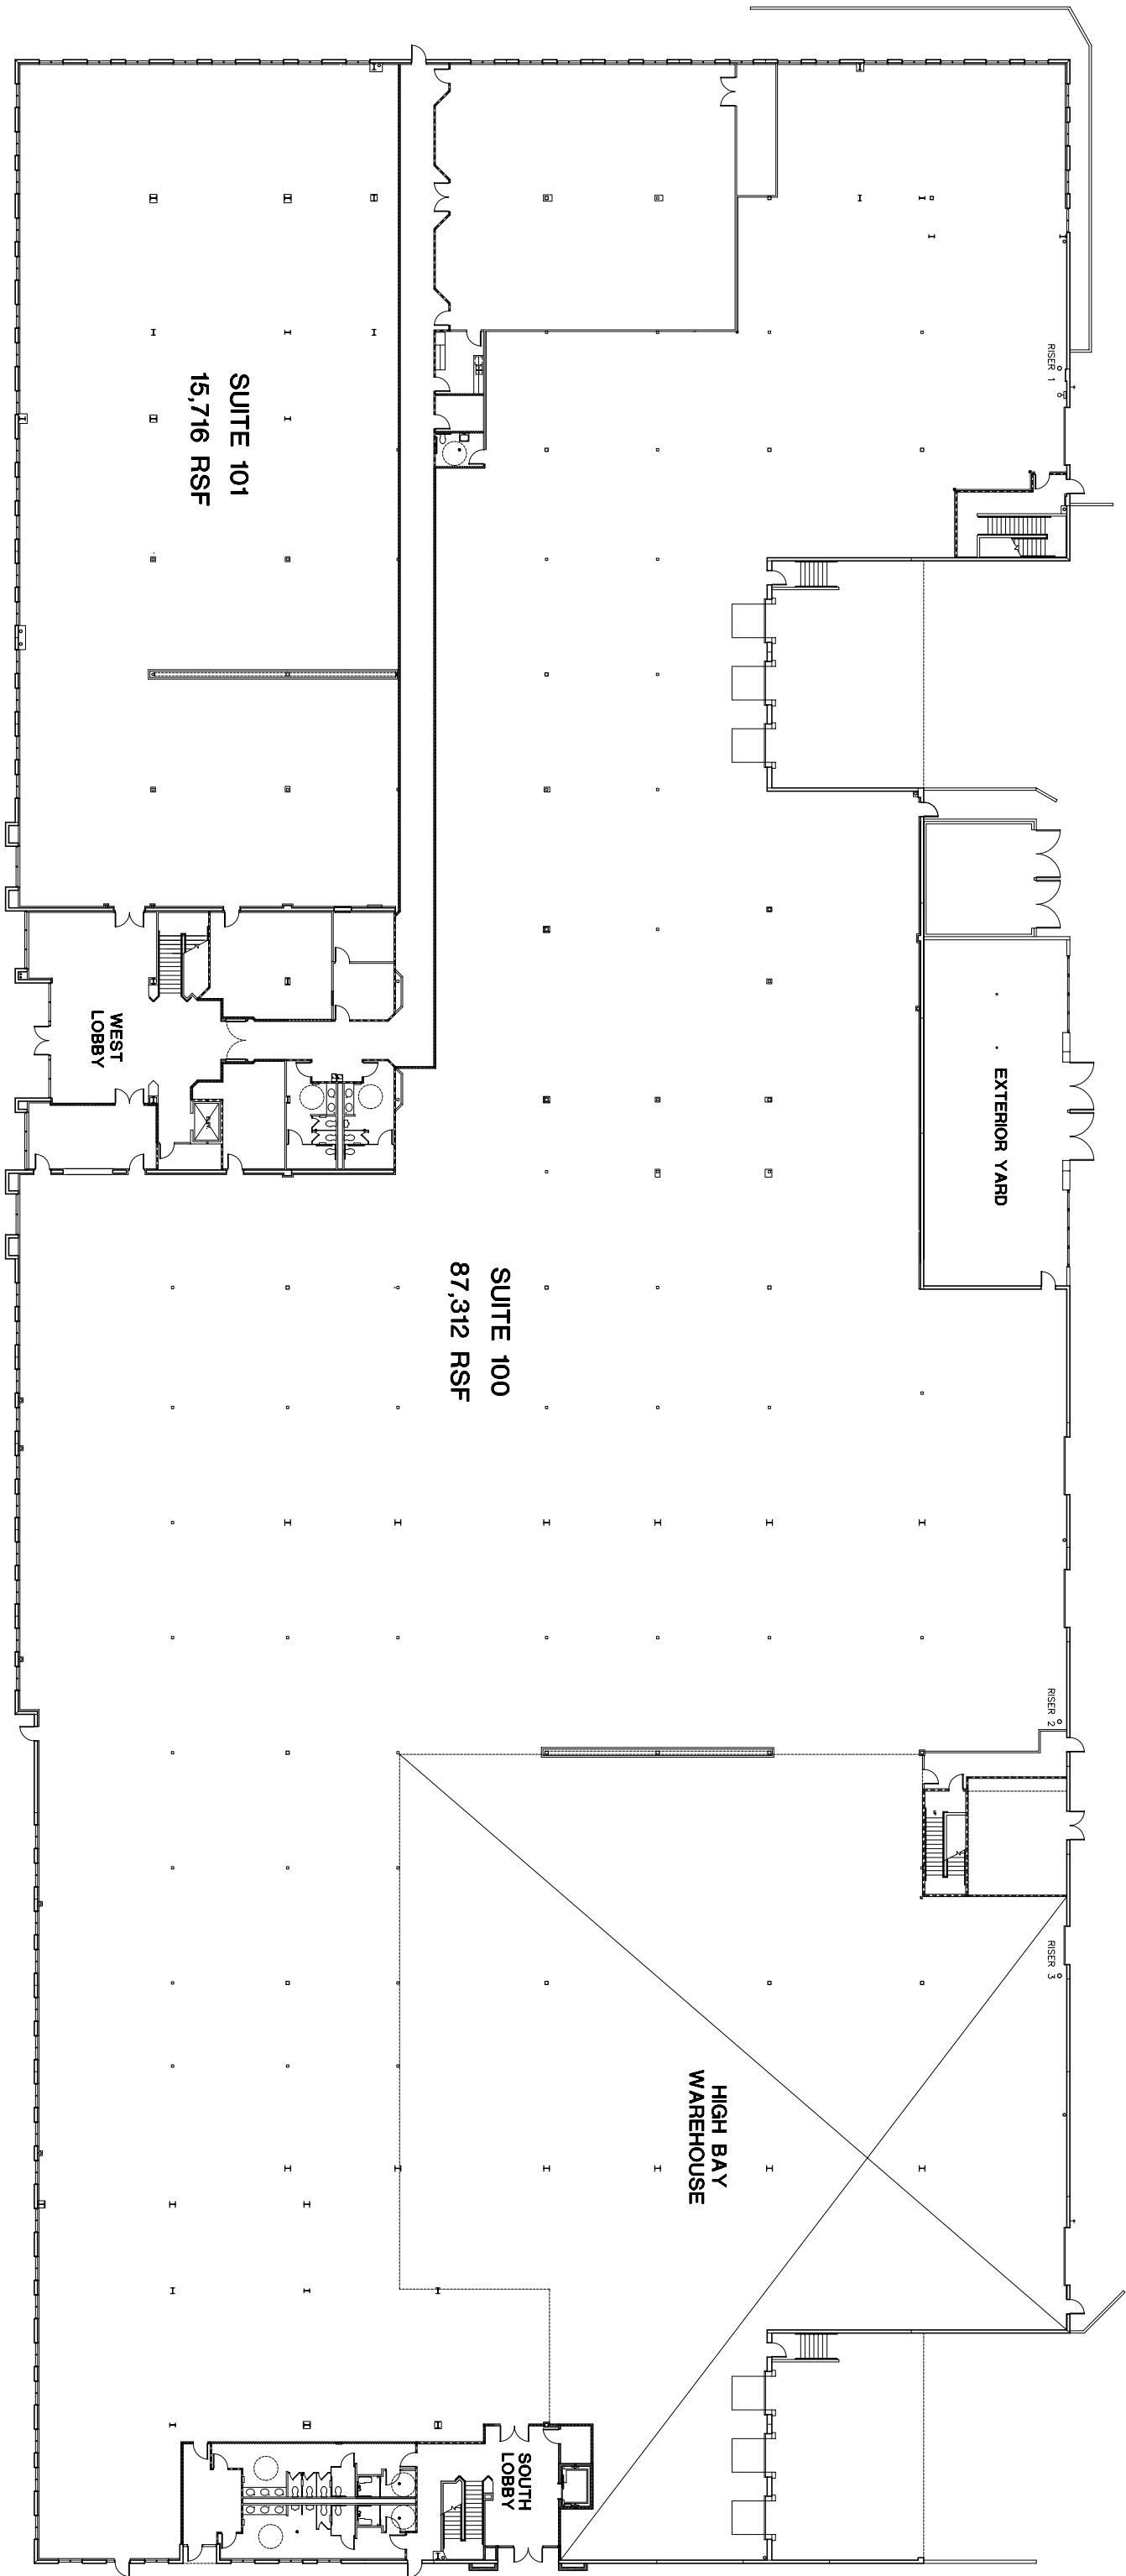 RISER 1
SUITE 101
15,716 RSF
WEST
LOBBY
EXTERIOR YARD
SUITE 100
87,312 RSF
RISER 2
RISER 3
HIGH BAY
WAREHOUSE
SOUTH
LOBBY